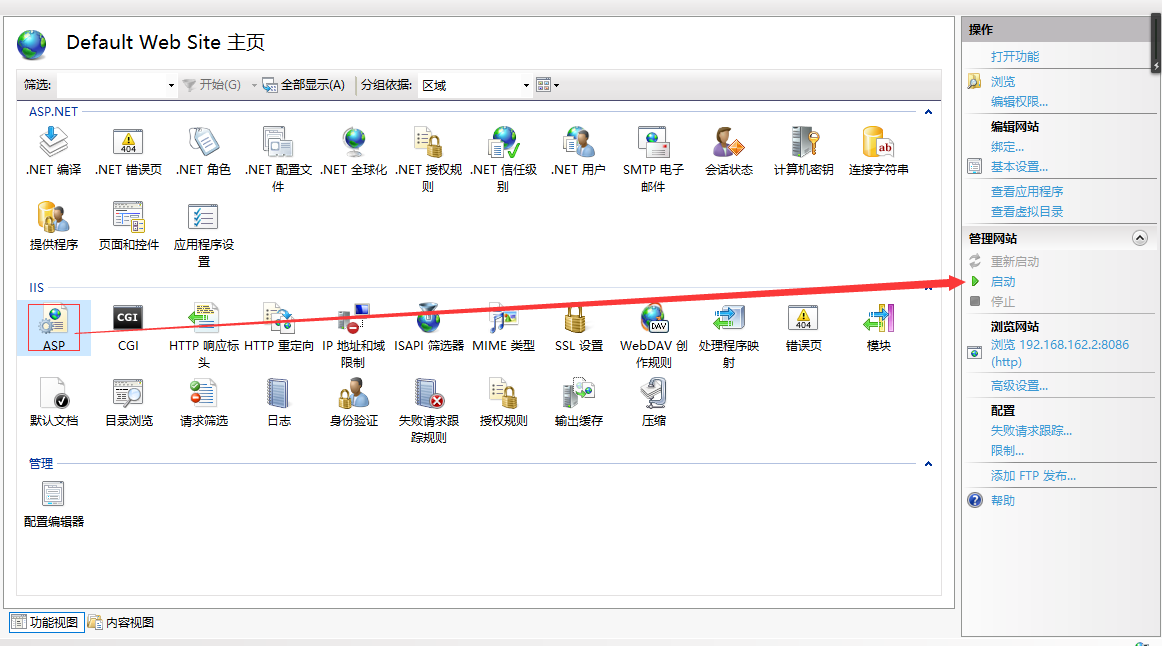 Default Web Site 主页
筛选:
开始(G)
全部显示(A)
分组依据:
区域
ASP.NET
.NET 编译
.NET 错误页
.NET 角色
.NET 配置文
件
.NET 全球化
.NET 授权规
则
.NET 信任级
别
.NET 用户
SMTP 电子
邮件
会话状态
计算机密钥
连接字符串
提供程序
页面和控件
应用程序设
置
IIS
ASP
CGI
HTTP 响应标
头
HTTP 重定向
IP 地址和域
限制
ISAPI 筛选器
MIME 类型
SSL 设置
WebDAV 创
作规则
处理程序映
射
错误页
模块
默认文档
目录浏览
请求筛选
日志
身份验证
失败请求跟
踪规则
授权规则
输出缓存
压缩
管理
配置编辑器
功能视图
内容视图
操作
打开功能
浏览
编辑权限...
编辑网站
绑定...
基本设置...
查看应用程序
查看虚拟目录
管理网站
重新启动
启动
停止
浏览网站
浏览 192.168.162.2:8086
(http)
高级设置...
配置
失败请求跟踪...
限制...
添加 FTP 发布...
帮助
404
ab
CGI
DAV
404